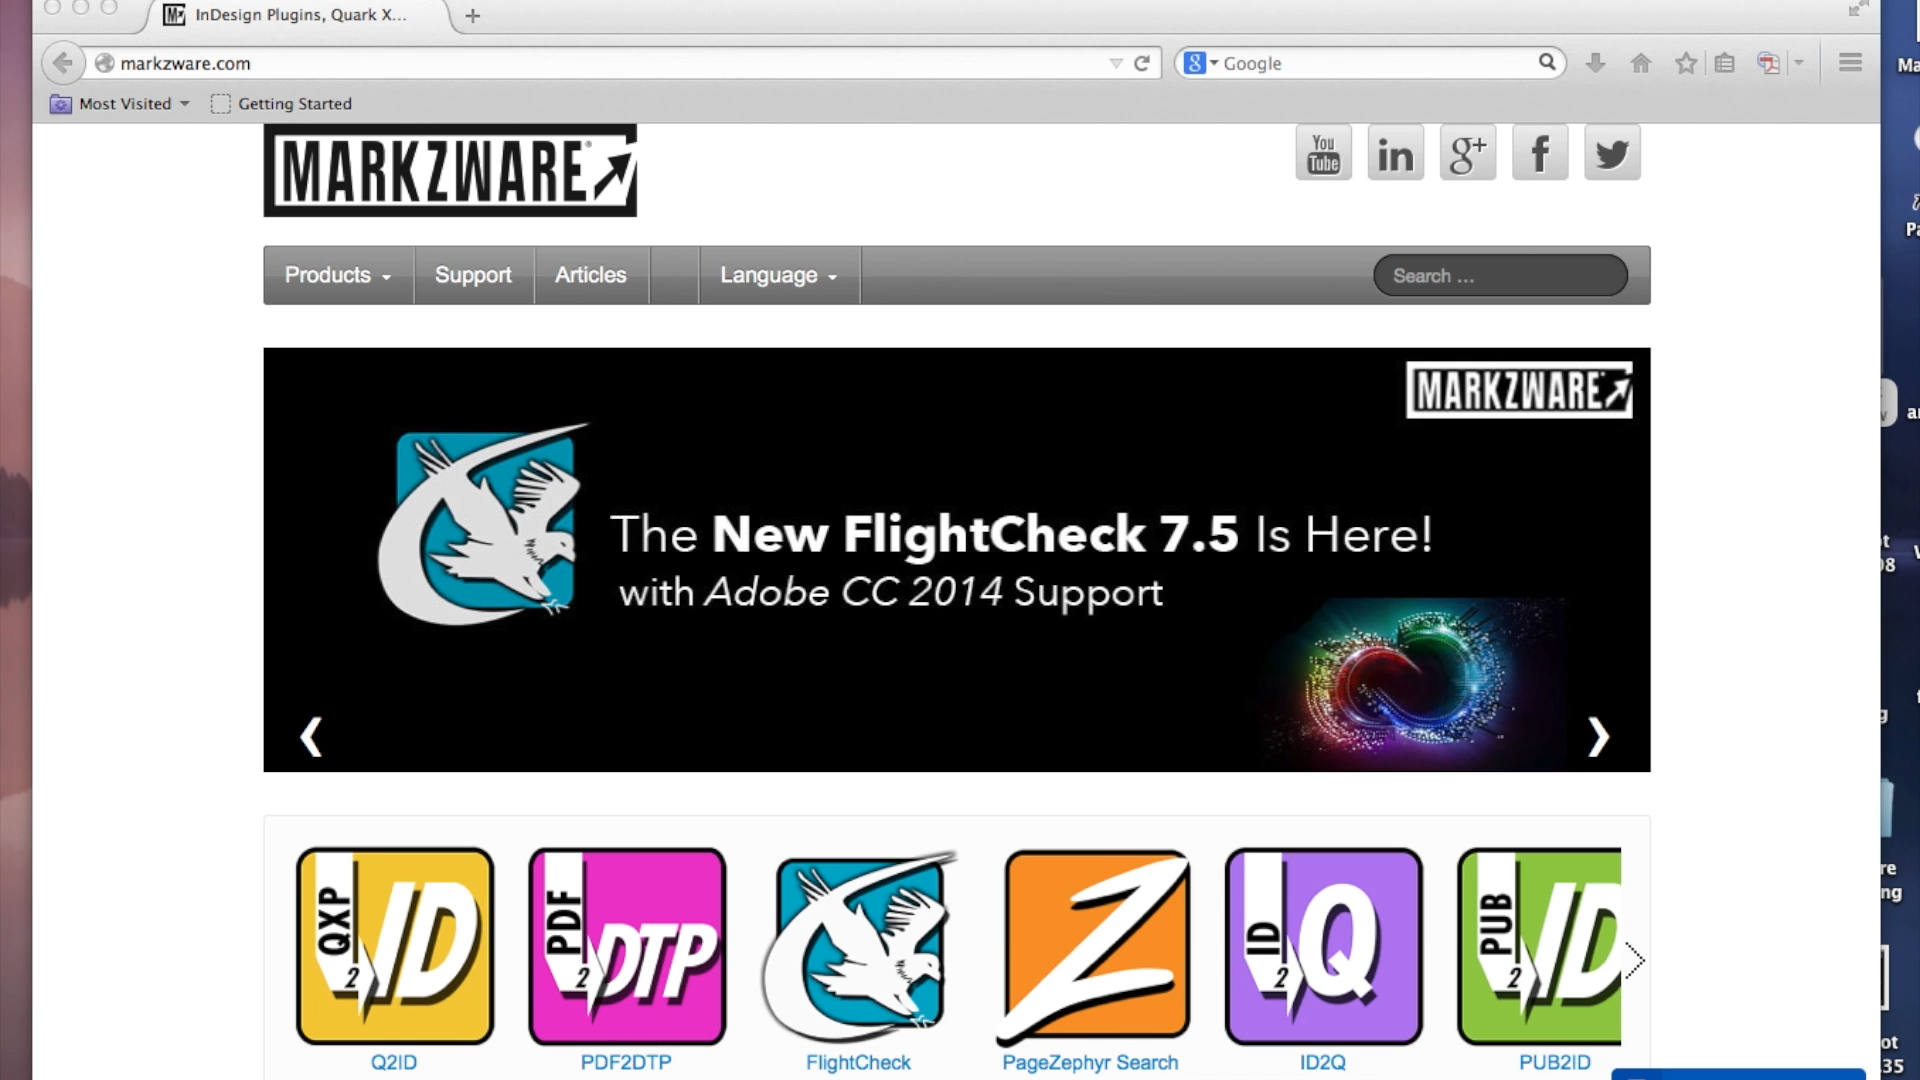 InDesign Plugins, Quark X...
markzware.com
Google
Most Visited
Getting Started
MARKZWARE
You Tube
in
g+
f
Products
Support
Articles
Language
Search ...
MARKZWARE
The New FlightCheck 7.5 Is Here!
with Adobe CC 2014 Support
QXP 2 ID
PDF 2 DTP
Z
ID 2 Q
PUB 2 ID
Q2ID
PDF2DTP
FlightCheck
PageZephyr Search
ID2Q
PUB2ID